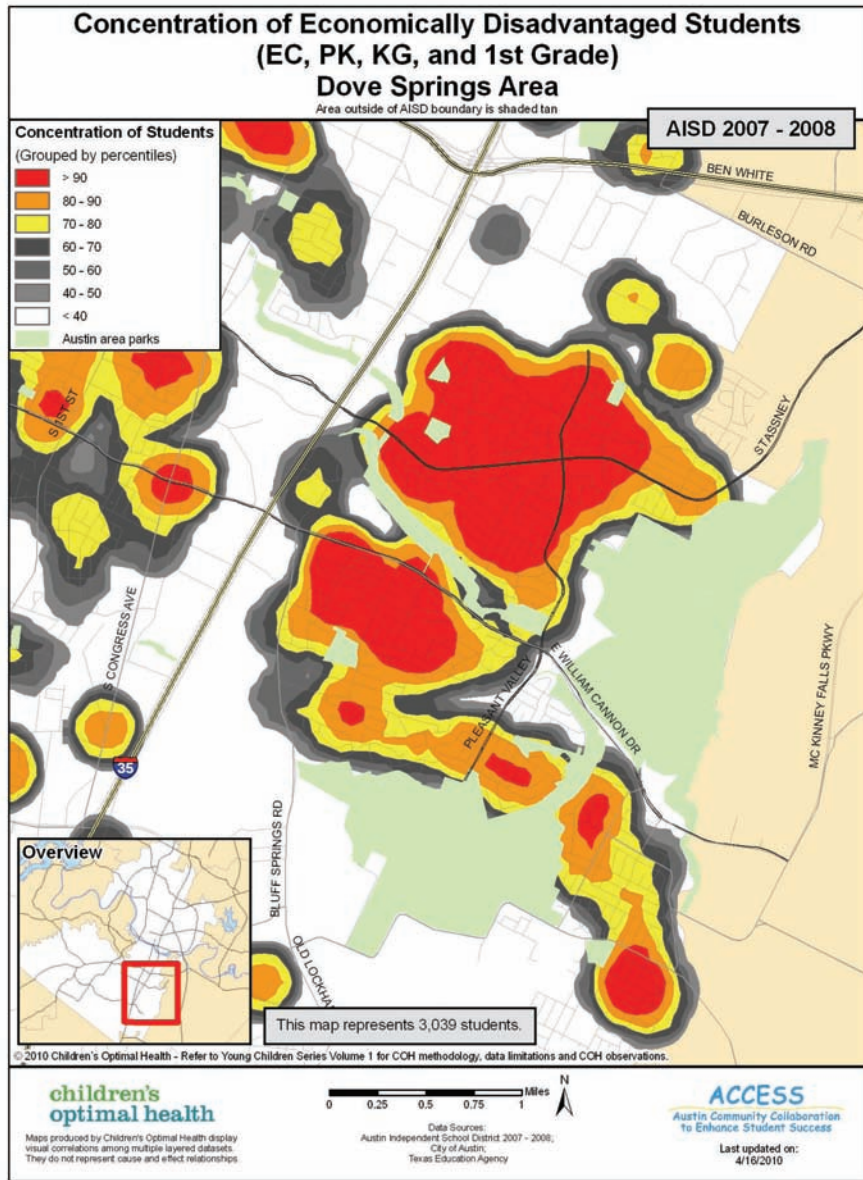 Concentration of Economically Disadvantaged Students
(EC, PK, KG, and 1st Grade)
Dove Springs Area
Area outside of AISD boundary is shaded tan
AISD 2007 - 2008
Concentration of Students
(Grouped by percentiles)
> 90
80 - 90
70 - 80
60 - 70
50 - 60
40 - 50
< 40
Austin area parks
BEN WHITE
BURLESON RD
S 1ST ST
STASSNEY
S CONGRESS AVE
E WILLIAM CANNON DR
PLEASANT VALLEY
MC KINNEY FALLS PKWY
35
BLUFF SPRINGS RD
OLD LOCKHA
Overview
This map represents 3,039 students.
© 2010 Children's Optimal Health - Refer to Young Children Series Volume 1 for COH methodology, data limitations and COH observations.
children's
optimal health
Maps produced by Children's Optimal Health display
visual correlations among multiple layered datasets.
They do not represent cause and effect relationships.
Miles
0 0.25 0.5 0.75 1
N
Data Sources:
Austin Independent School District 2007 - 2008;
City of Austin;
Texas Education Agency
ACCESS
Austin Community Collaboration
to Enhance Student Success
Last updated on:
4/16/2010